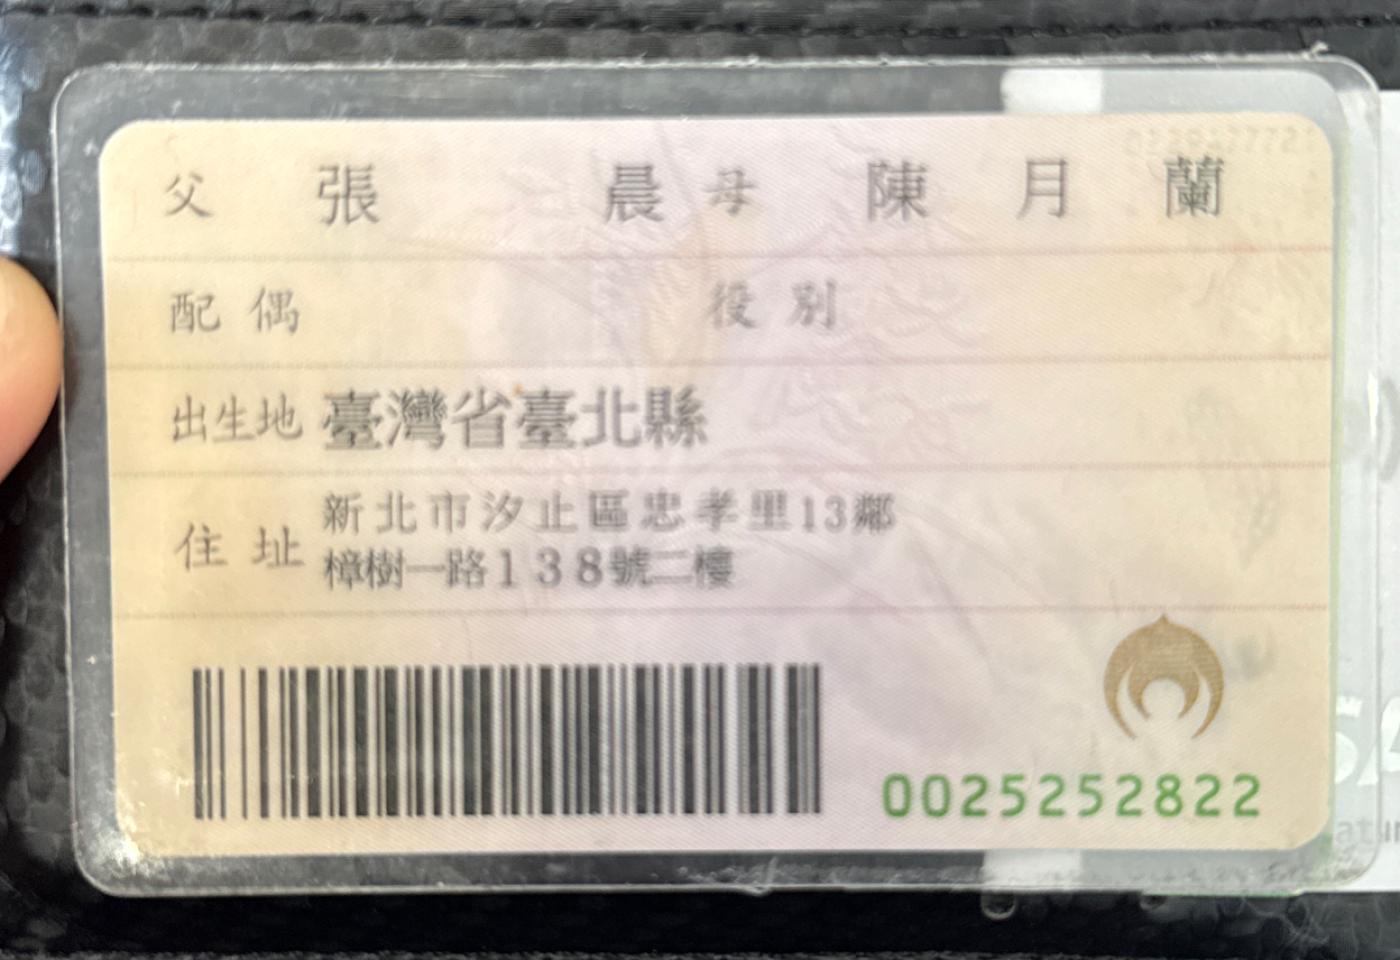 父 張 晨 母 陳 月 蘭
配偶 役別
出生地 臺灣省臺北縣
住址 新北市汐止區忠孝里13鄰
樟樹一路138號二樓
0025252822